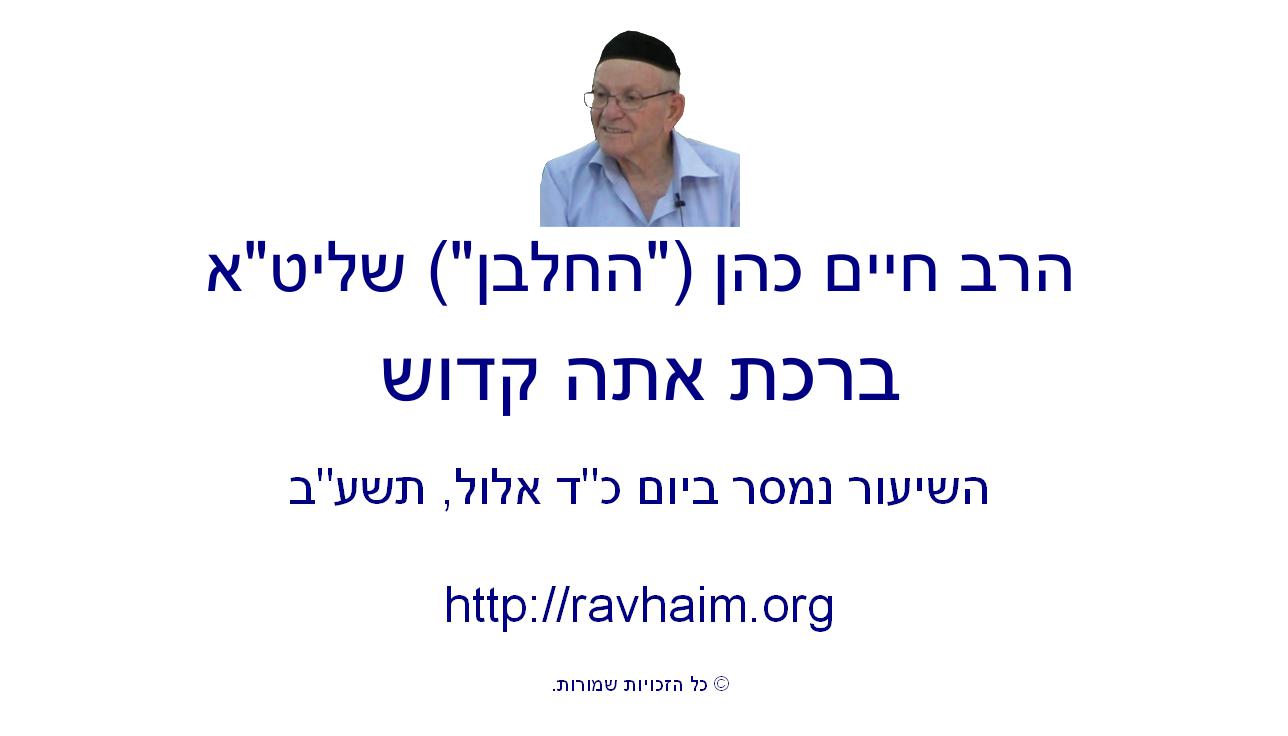 הרב חיים כהן ("החלבן") שליט"א
ברכת אתה קדוש
השיעור נמסר ביום כ"ד אלול, תשע"ב
http://ravhaim.org
© כל הזכויות שמורות.